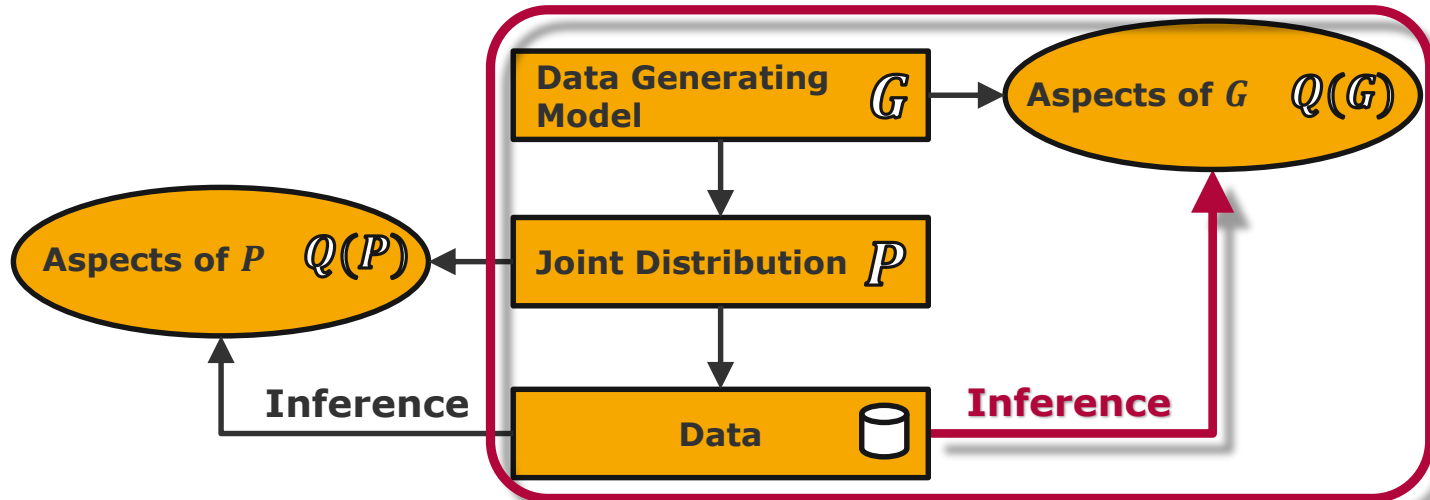 Data Generating
Model G
Aspects of G Q(G)
Aspects of P Q(P)
Joint Distribution P
Inference
Data
Inference